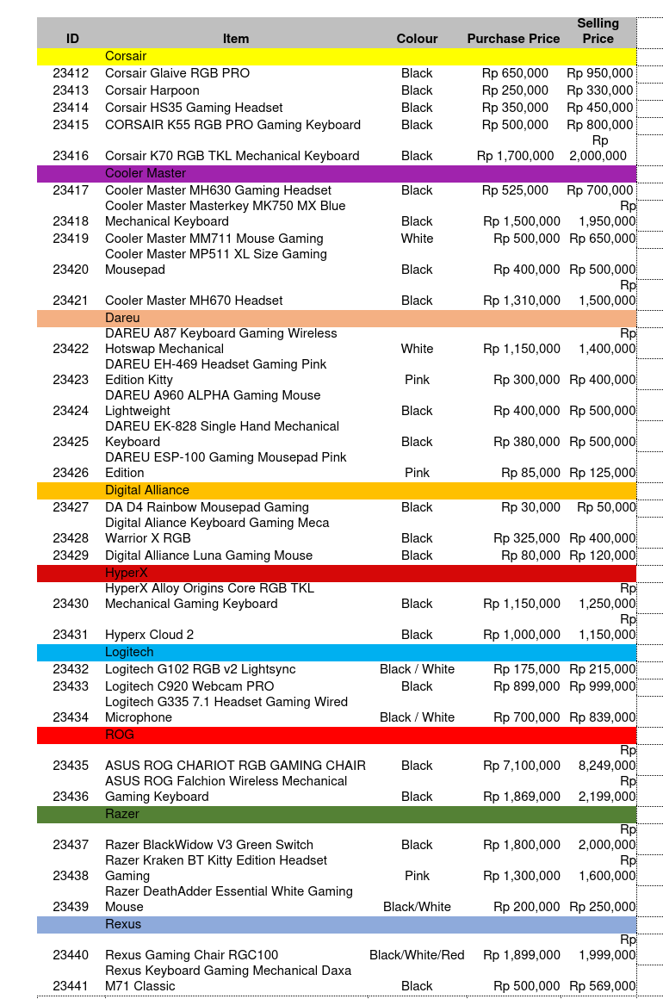 Selling
ID Item Colour Purchase Price Price
Corsair
23412 Corsair Glaive RGB PRO Black Rp 650,000 Rp 950,000
23413 Corsair Harpoon Black Rp 250,000 Rp 330,000
23414 Corsair HS35 Gaming Headset Black Rp 350,000 Rp 450,000
23415 CORSAIR K55 RGB PRO Gaming Keyboard Black Rp 500,000 Rp 800,000
Rp
23416 Corsair K70 RGB TKL Mechanical Keyboard Black Rp 1,700,000 2,000,000
Cooler Master
23417 Cooler Master MH630 Gaming Headset Black Rp 525,000 Rp 700,000
Cooler Master Masterkey MK750 MX Blue Rp
23418 Mechanical Keyboard Black Rp 1,500,000 1,950,000
23419 Cooler Master MM711 Mouse Gaming White Rp 500,000 Rp 650,000
Cooler Master MP511 XL Size Gaming
23420 Mousepad Black Rp 400,000 Rp 500,000
Rp
23421 Cooler Master MH670 Headset Black Rp 1,310,000 1,500,000
Dareu
DAREU A87 Keyboard Gaming Wireless Rp
23422 Hotswap Mechanical White Rp 1,150,000 1,400,000
DAREU EH-469 Headset Gaming Pink
23423 Edition Kitty Pink Rp 300,000 Rp 400,000
DAREU A960 ALPHA Gaming Mouse
23424 Lightweight Black Rp 400,000 Rp 500,000
DAREU EK-828 Single Hand Mechanical
23425 Keyboard Black Rp 380,000 Rp 500,000
DAREU ESP-100 Gaming Mousepad Pink
23426 Edition Pink Rp 85,000 Rp 125,000
Digital Alliance
23427 DA D4 Rainbow Mousepad Gaming Black Rp 30,000 Rp 50,000
Digital Aliance Keyboard Gaming Meca
23428 Warrior X RGB Black Rp 325,000 Rp 400,000
23429 Digital Alliance Luna Gaming Mouse Black Rp 80,000 Rp 120,000
HyperX
HyperX Alloy Origins Core RGB TKL Rp
23430 Mechanical Gaming Keyboard Black Rp 1,150,000 1,250,000
Rp
23431 Hyperx Cloud 2 Black Rp 1,000,000 1,150,000
Logitech
23432 Logitech G102 RGB v2 Lightsync Black / White Rp 175,000 Rp 215,000
23433 Logitech C920 Webcam PRO Black Rp 899,000 Rp 999,000
Logitech G335 7.1 Headset Gaming Wired
23434 Microphone Black / White Rp 700,000 Rp 839,000
ROG
Rp
23435 ASUS ROG CHARIOT RGB GAMING CHAIR Black Rp 7,100,000 8,249,000
ASUS ROG Falchion Wireless Mechanical Rp
23436 Gaming Keyboard Black Rp 1,869,000 2,199,000
Razer
Rp
23437 Razer BlackWidow V3 Green Switch Black Rp 1,800,000 2,000,000
Razer Kraken BT Kitty Edition Headset Rp
23438 Gaming Pink Rp 1,300,000 1,600,000
Razer DeathAdder Essential White Gaming
23439 Mouse Black/White Rp 200,000 Rp 250,000
Rexus
Rp
23440 Rexus Gaming Chair RGC100 Black/White/Red Rp 1,899,000 1,999,000
Rexus Keyboard Gaming Mechanical Daxa
23441 M71 Classic Black Rp 500,000 Rp 569,000